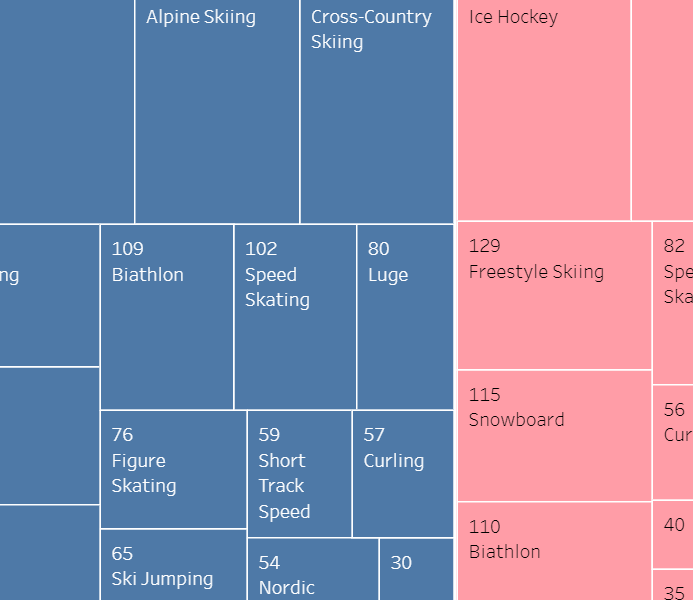 Alpine Skiing
Cross-Country
Skiing
Ice Hockey
ng
109
Biathlon
102
Speed
Skating
80
Luge
129
Freestyle Skiing
82
Spe
Ska
115
Snowboard
56
Cur
76
Figure
Skating
59
Short
Track
Speed
57
Curling
110
Biathlon
40
65
Ski Jumping
54
Nordic
30
35